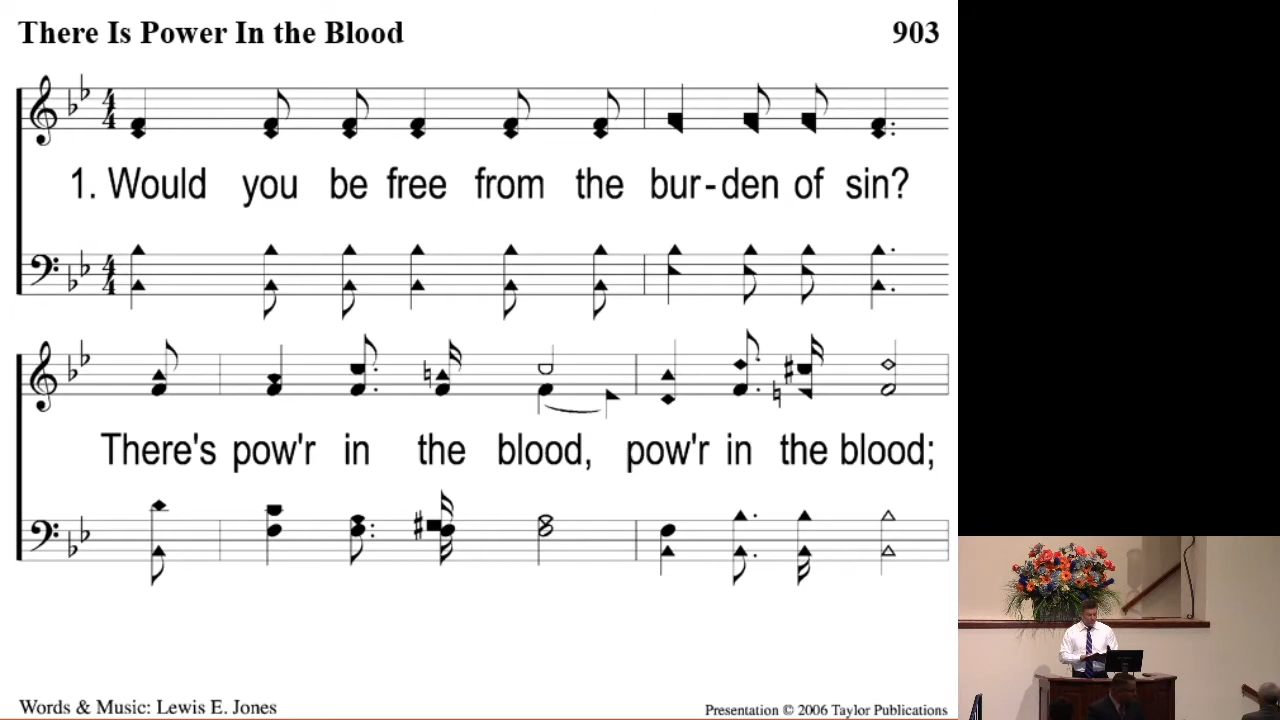 There Is Power In the Blood 903
1. Would you be free from the bur-den of sin?
There's pow'r in the blood, pow'r in the blood;
Words & Music: Lewis E. Jones Presentation © 2006 Taylor Publications